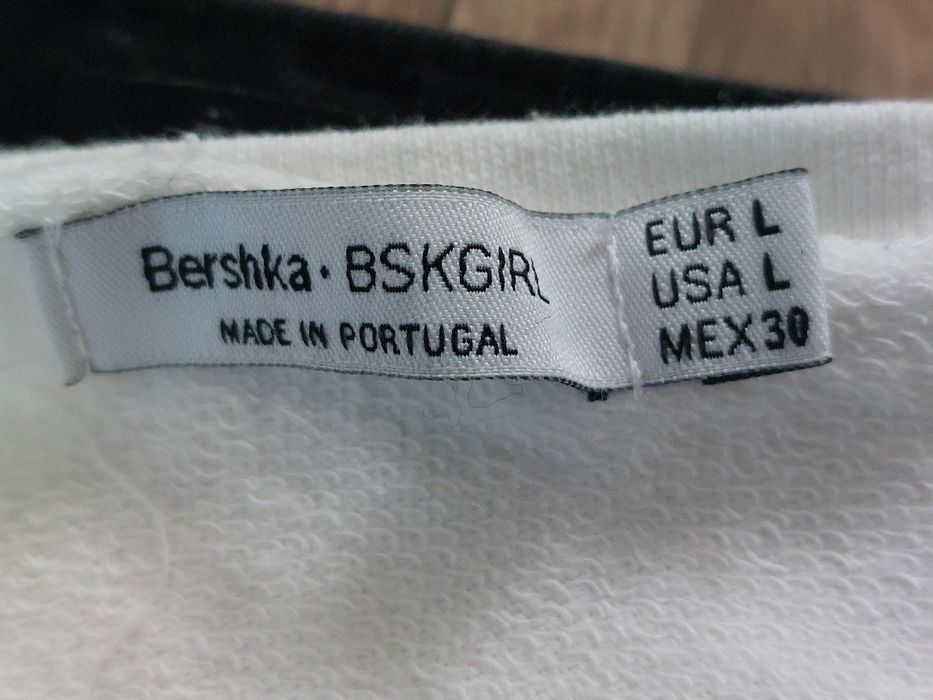 Bershka · BSKGIRL
MADE IN PORTUGAL
EUR L
USA L
MEX 30